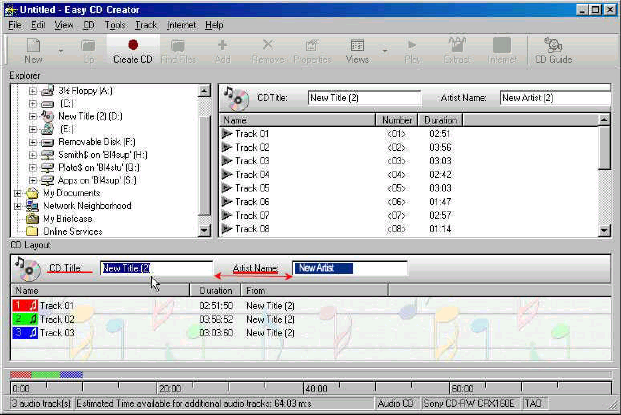 Untitled - Easy CD Creator
File Edit View CD Tools Track Internet Help
New Up Create CD Find Files Add Remove Properties Views Play Extract Internet CD Guide
Explorer
3½ Floppy (A:)
(C:)
New Title (2) (D:)
(E:)
Removable Disk (F:)
Ssmith$ on 'Bl4sup' (H:)
Plato$ on 'Bl4stu' (Q:)
Apps on 'Bl4sup' (S:)
My Documents
Network Neighborhood
My Briefcase
Online Services
CD Title: New Title (2) Artist Name: New Artist (2)
Name Number Duration
Track 01 <01> 02:51
Track 02 <02> 03:56
Track 03 <03> 03:03
Track 04 <04> 02:42
Track 05 <05> 03:47
Track 06 <06> 01:47
Track 07 <07> 02:58
Track 08 <08> 01:14
CD Layout
CD Title: New Title (2) Artist Name: New Artist
Name Duration From
1 Track 01 02:51:50 New Title (2)
2 Track 02 03:56:52 New Title (2)
3 Track 03 03:03:60 New Title (2)
0:00 20:00 40:00 60:00
3 audio track(s) Estimated Time available for additional audio tracks: 64:03 m:s Audio CD Sony CD-RW CRX160E TAO